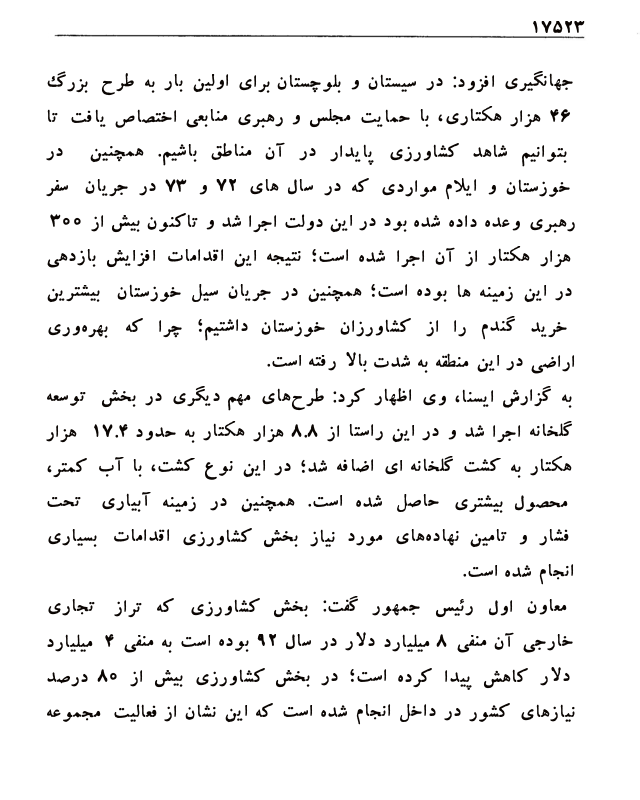 ۱۷۵۲۳
جهانگیری افزود: در سیستان و بلوچستان برای اولین بار به طرح بزرگ
۴۶ هزار هکتاری، با حمایت مجلس و رهبری منابعی اختصاص یافت تا
بتوانیم شاهد کشاورزی پایدار در آن مناطق باشیم. همچنین در
خوزستان و ایلام مواردی که در سال های ۷۲ و ۷۳ در جریان سفر
رهبری وعده داده شده بود در این دولت اجرا شد و تاکنون بیش از ۳۰۰
هزار هکتار از آن اجرا شده است؛ نتیجه این اقدامات افزایش بازدهی
در این زمینه ها بوده است؛ همچنین در جریان سیل خوزستان بیشترین
خرید گندم را از کشاورزان خوزستان داشتیم؛ چرا که بهره‌وری
اراضی در این منطقه به شدت بالا رفته است.
به گزارش ایسنا، وی اظهار کرد: طرح‌های مهم دیگری در بخش توسعه
گلخانه اجرا شد و در این راستا از ۸.۸ هزار هکتار به حدود ۱۷.۴ هزار
هکتار به کشت گلخانه ای اضافه شد؛ در این نوع کشت، با آب کمتر،
محصول بیشتری حاصل شده است. همچنین در زمینه آبیاری تحت
فشار و تامین نهاده‌های مورد نیاز بخش کشاورزی اقدامات بسیاری
انجام شده است.
معاون اول رئیس جمهور گفت: بخش کشاورزی که تراز تجاری
خارجی آن منفی ۸ میلیارد دلار در سال ۹۲ بوده است به منفی ۴ میلیارد
دلار کاهش پیدا کرده است؛ در بخش کشاورزی بیش از ۸۰ درصد
نیازهای کشور در داخل انجام شده است که این نشان از فعالیت مجموعه